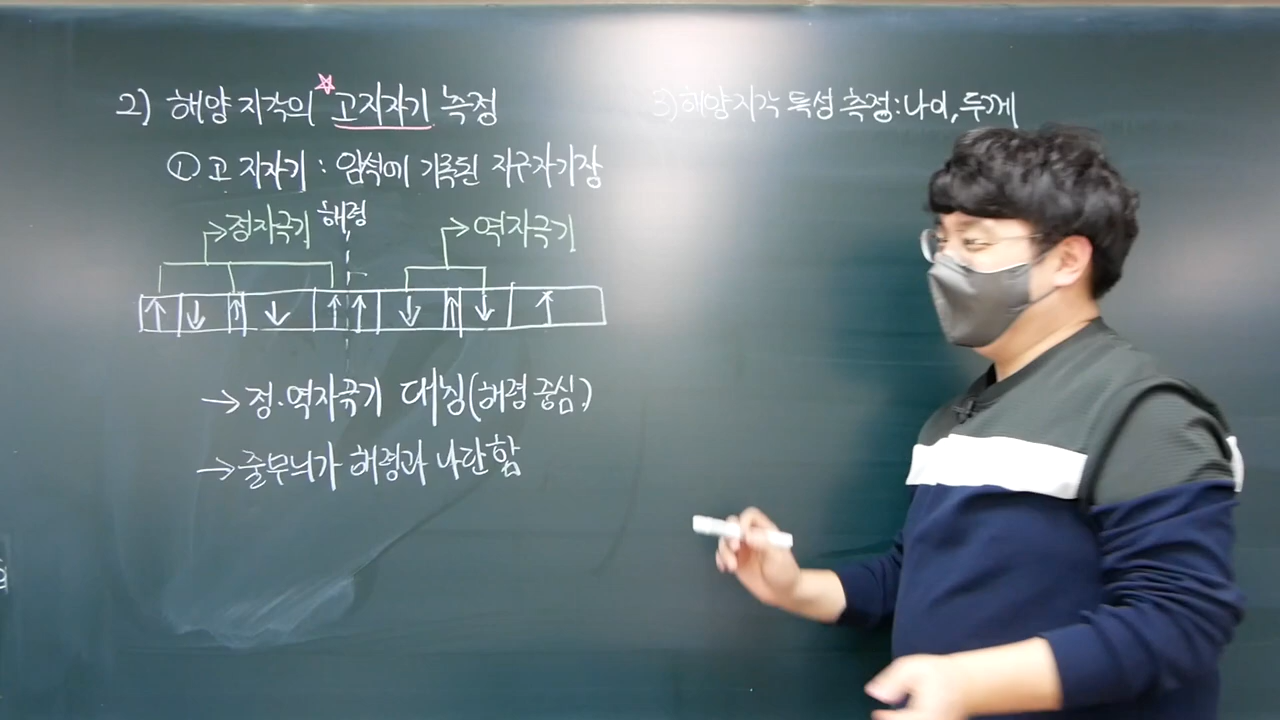 2) 해양 지각의 ☆고지자기 측정
① 고 지자기 : 암석에 기록된 지구자기장
→정자극기 해령 →역자극기
↑ ↓ ↑ ↓ ↑ ↑ ↓ ↑ ↓ ↑
→ 정·역자극기 대칭(해령 중심)
→ 줄무늬가 해령과 나란함
3) 해양지각 특성 측정:나이,두께